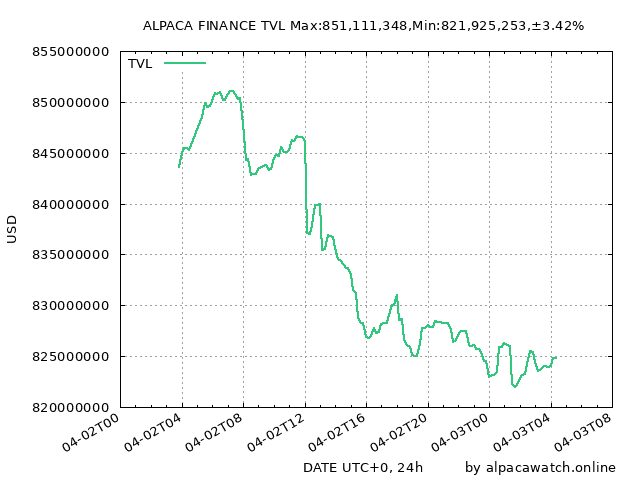 ALPACA FINANCE TVL Max:851,111,348,Min:821,925,253,±3.42%
855000000
TVL
850000000
845000000
840000000
835000000
830000000
825000000
820000000
USD
04-02T00
04-02T04
04-02T08
04-02T12
04-02T16
04-02T20
04-03T00
04-03T04
04-03T08
DATE UTC+0, 24h
by alpacawatch.online